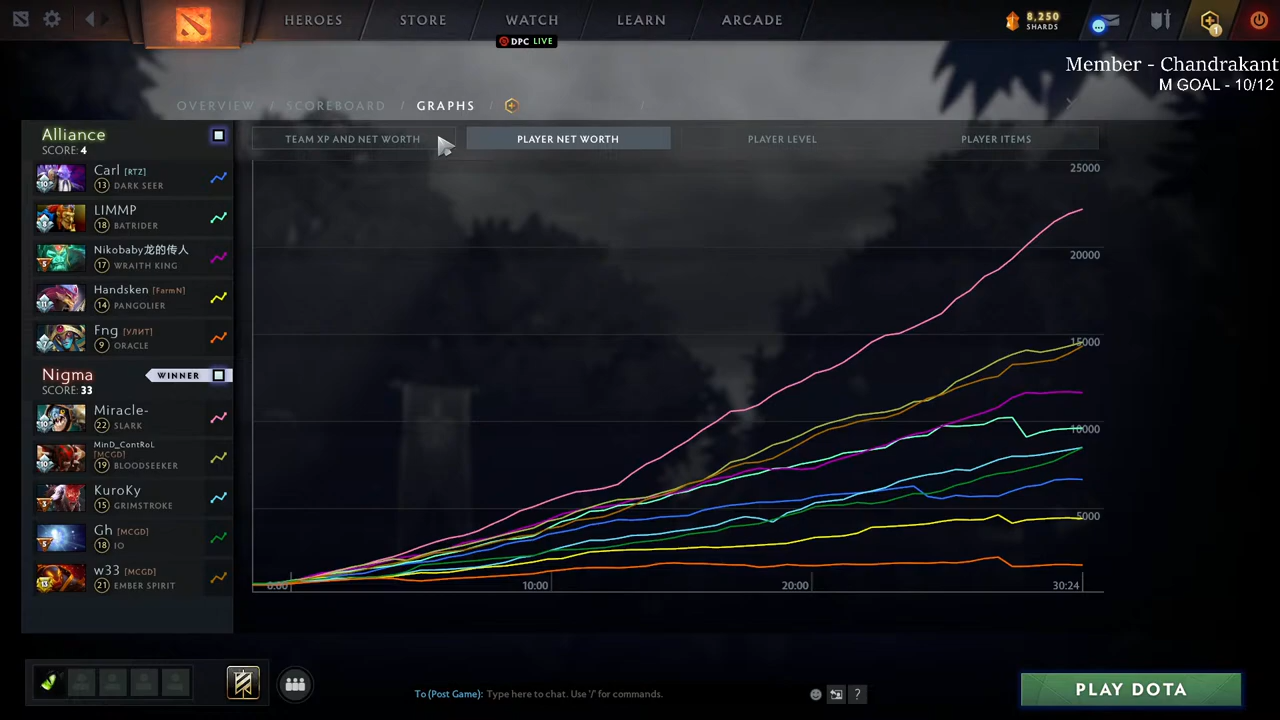 HEROES
STORE
WATCH
LEARN
ARCADE
8,250
SHARDS
1
DPC LIVE
Member - Chandrakant
M GOAL - 10/12
OVERVIEW / SCOREBOARD / GRAPHS /
TEAM XP AND NET WORTH
PLAYER NET WORTH
PLAYER LEVEL
PLAYER ITEMS
Alliance
SCORE: 4
Carl [RTZ]
13 DARK SEER
LIMMP
18 BATRIDER
Nikobaby龙的传人
17 WRAITH KING
Handsken [FarmN]
14 PANGOLIER
Fng [УЛИТ]
9 ORACLE
Nigma
WINNER
SCORE: 33
Miracle-
22 SLARK
MinD_ContRoL
[MCGD]
19 BLOODSEEKER
KuroKy
15 GRIMSTROKE
Gh [MCGD]
18 IO
w33 [MCGD]
21 EMBER SPIRIT
25000
20000
15000
10000
5000
0:00
10:00
20:00
30:24
To (Post Game): Type here to chat. Use '/' for commands.
?
PLAY DOTA